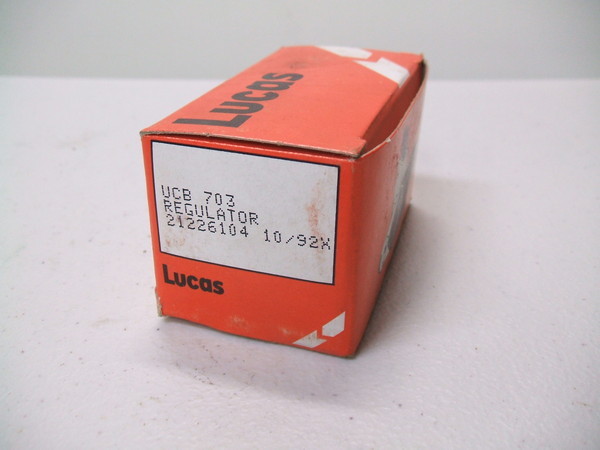 Lucas
UCB 703
REGULATOR
21226104 10/92X
Lucas